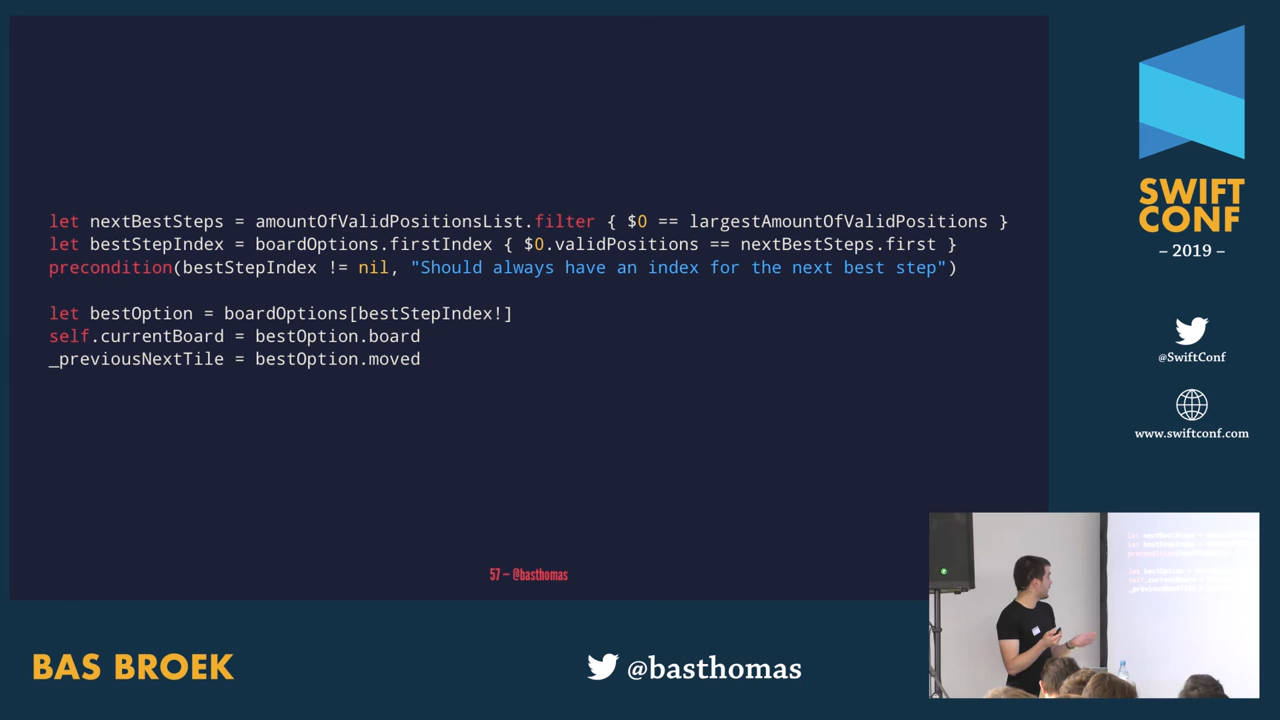 let nextBestSteps = amountOfValidPositionsList.filter { $0 == largestAmountOfValidPositions }
let bestStepIndex = boardOptions.firstIndex { $0.validPositions == nextBestSteps.first }
precondition(bestStepIndex != nil, "Should always have an index for the next best step")
let bestOption = boardOptions[bestStepIndex!]
self.currentBoard = bestOption.board
_previousNextTile = bestOption.moved
57 – @basthomas
SWIFT
CONF
– 2019 –
@SwiftConf
www.swiftconf.com
BAS BROEK
@basthomas